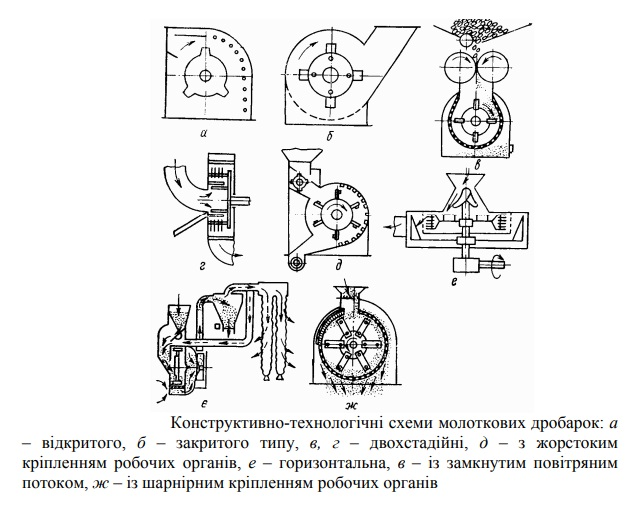 а
б
в
г
д
е
є
ж
Конструктивно-технологічні схеми молоткових дробарок: а
– відкритого, б – закритого типу, в, г – двохстадійні, д – з жорстоким
кріпленням робочих органів, е – горизонтальна, в – із замкнутим повітряним
потоком, ж – із шарнірним кріпленням робочих органів